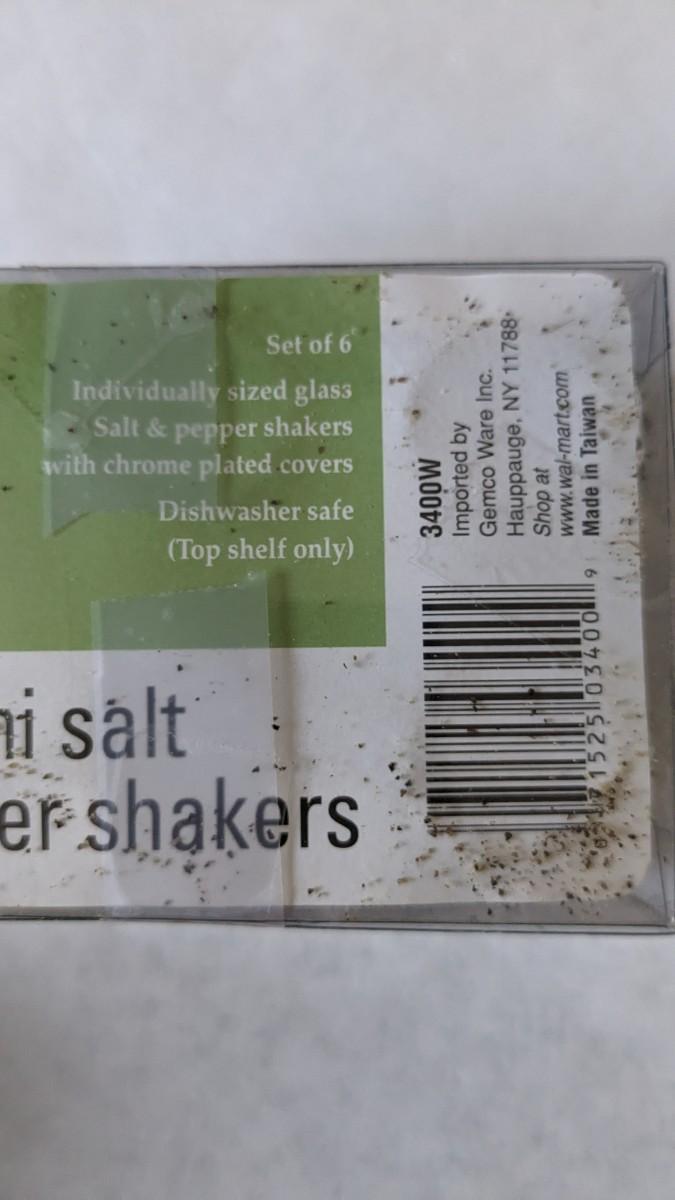 Set of 6
Individually sized glass
Salt & pepper shakers
with chrome plated covers
Dishwasher safe
(Top shelf only)
ni salt
er shakers
3400W
Imported by
Gemco Ware Inc.
Hauppauge, NY 11788
Shop at
www.wal-mart.com
Made in Taiwan
71525 03400 9